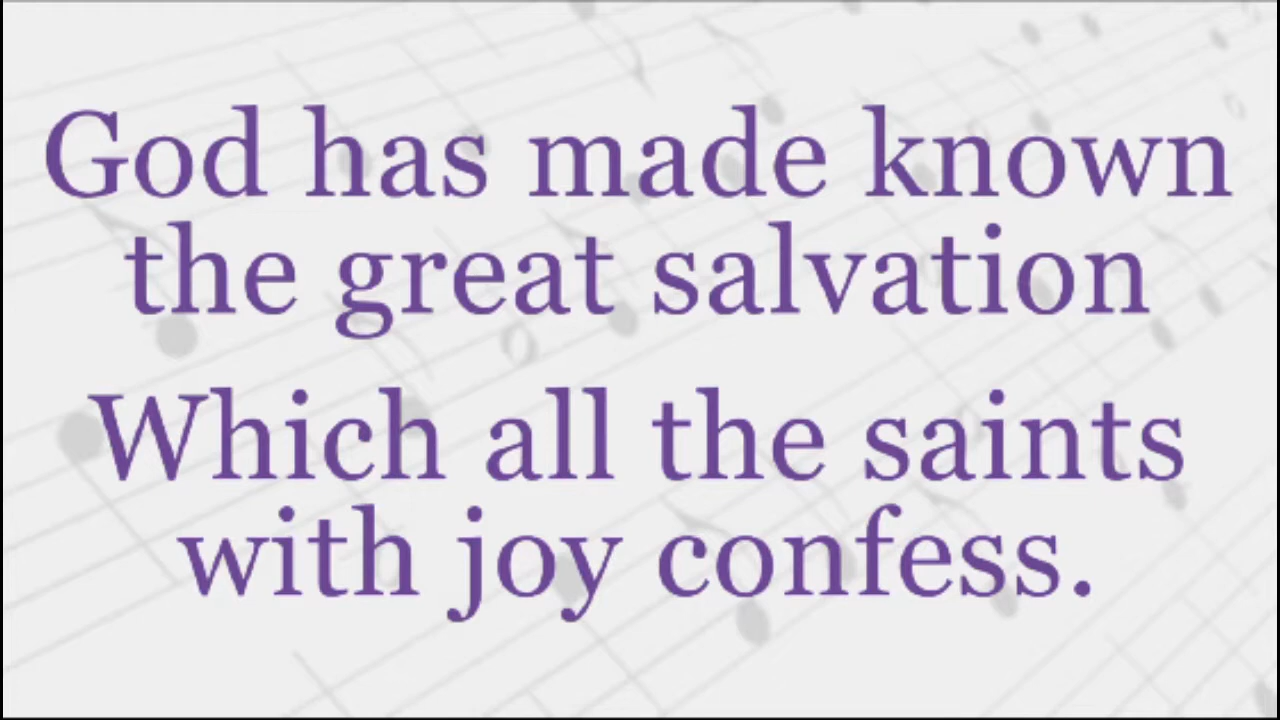 God has made known
the great salvation
Which all the saints
with joy confess.